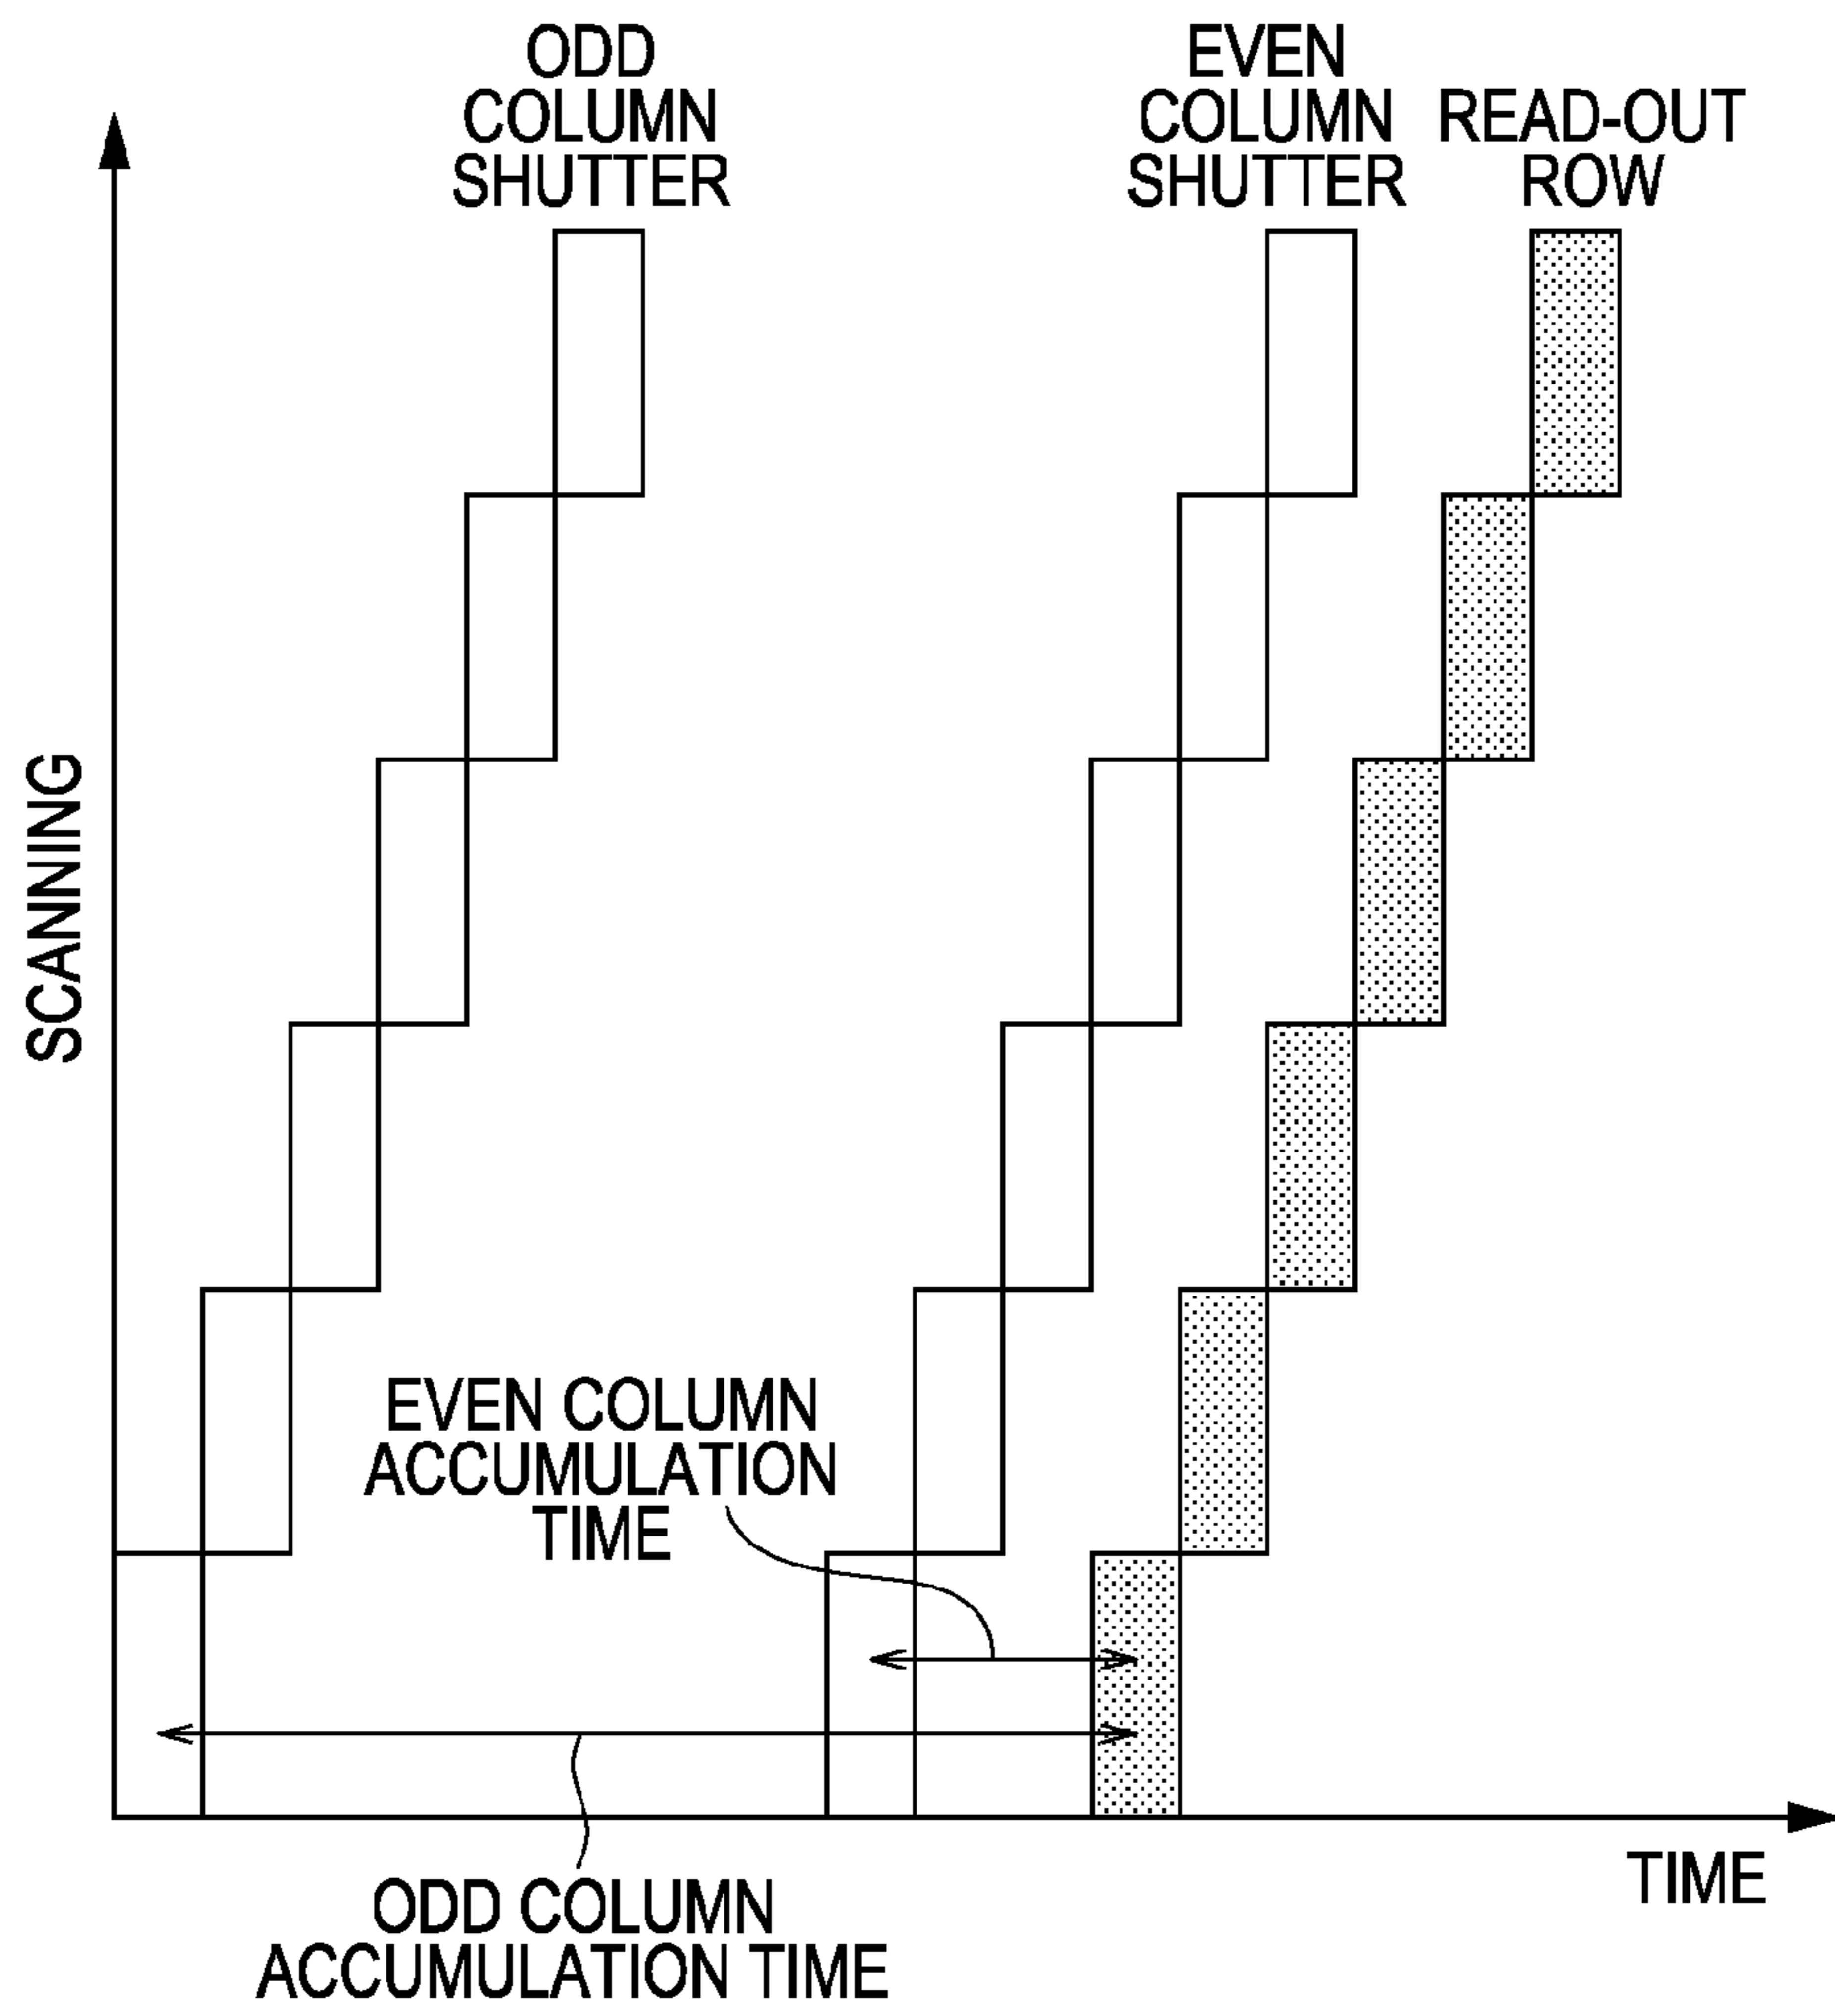 ODD
COLUMN
SHUTTER
EVEN
COLUMN
SHUTTER
READ-OUT
ROW
SCANNING
EVEN COLUMN
ACCUMULATION
TIME
TIME
ODD COLUMN
ACCUMULATION TIME